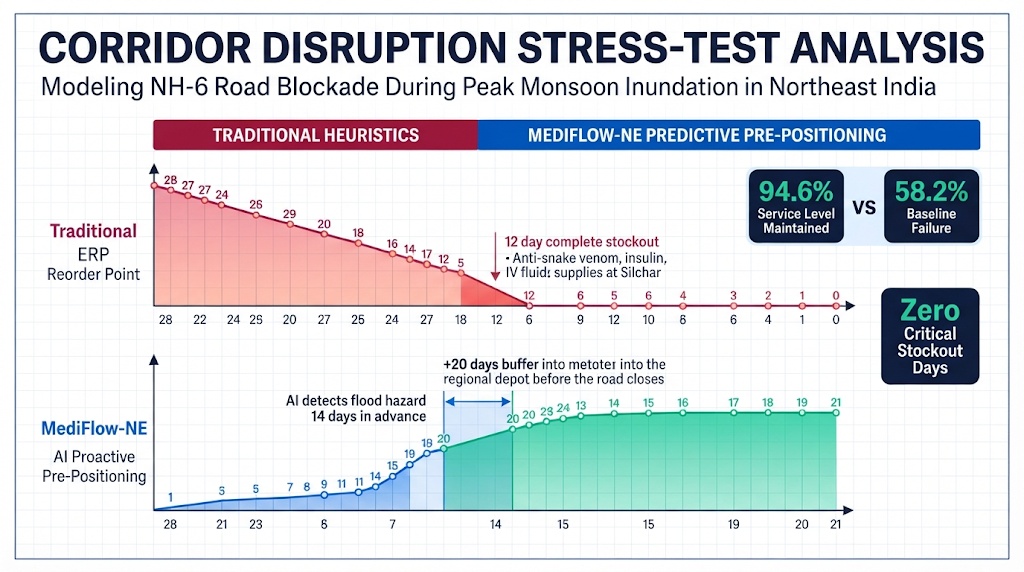 CORRIDOR DISRUPTION STRESS-TEST ANALYSIS
Modeling NH-6 Road Blockade During Peak Monsoon Inundation in Northeast India
TRADITIONAL HEURISTICS
MEDIFLOW-NE PREDICTIVE PRE-POSITIONING
94.6%
Service Level
Maintained
VS
58.2%
Baseline
Failure
Traditional
ERP
Reorder Point
28 27 27 24 26 29 20 18 16 14 17 12 5
12 6 5 6 4 3 2 1 0
12 day complete stockout
• Anti-snake venom, insulin,
IV fluids supplies at Silchar
28 22 24 26 20 27 25 24 27 18 12 6 9 12 10 8 6 4 1 0
Zero
Critical
Stockout
Days
+20 days buffer into metoter into the
regional depot before the road closes
AI detects flood hazard
14 days in advance
MediFlow-NE
AI Proactive
Pre-Positioning
1 5 7 8 9 11 11 14 15 19 19 20
20 20 23 24 13 14 15 16 17 18 19 21
28 21 23 6 7 14 15 15 19 20 21